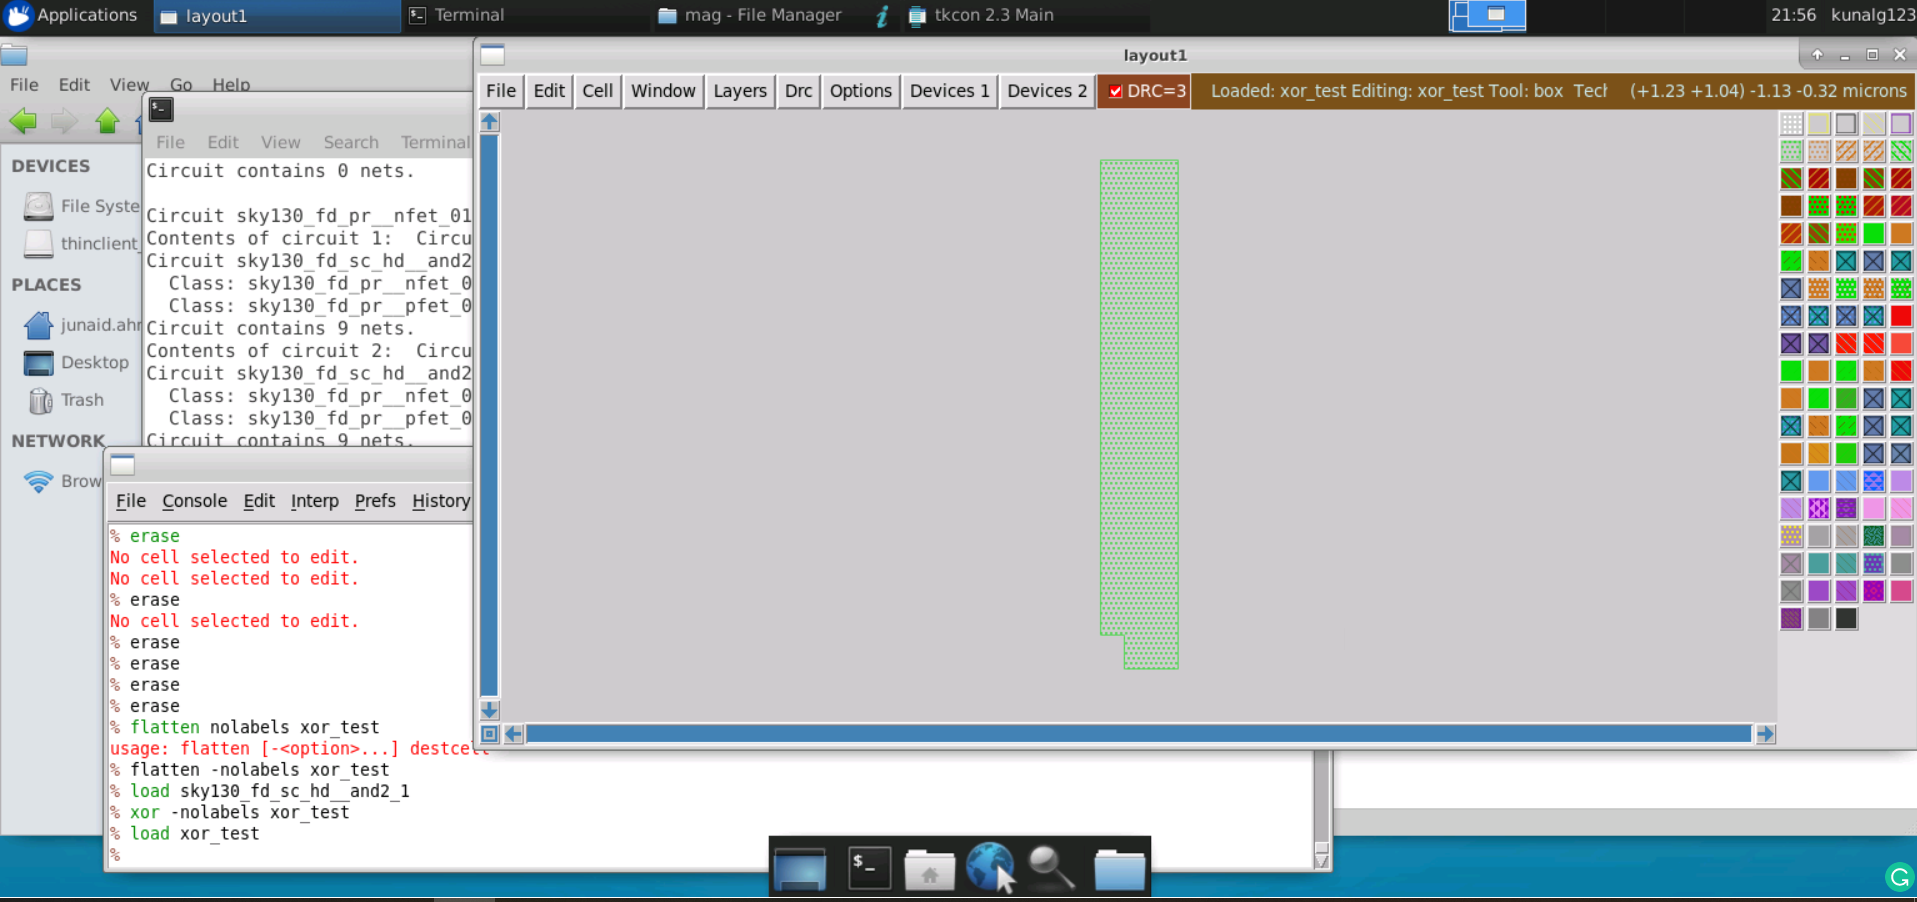 Applications
layout1
Terminal
mag - File Manager
tkcon 2.3 Main
21:56
kunalg123
File Edit View Go Help
DEVICES
File Syste
thinclient_
PLACES
junaid.ahr
Desktop
Trash
NETWORK
Brow
File Edit View Search Terminal
Circuit contains 0 nets.
Circuit sky130_fd_pr__nfet_01
Contents of circuit 1:  Circu
Circuit sky130_fd_sc_hd__and2
Class: sky130_fd_pr__nfet_0
Class: sky130_fd_pr__pfet_0
Circuit contains 9 nets.
Contents of circuit 2:  Circu
Circuit sky130_fd_sc_hd__and2
Class: sky130_fd_pr__nfet_0
Class: sky130_fd_pr__pfet_0
Circuit contains 9 nets.
layout1
File Edit Cell Window Layers Drc Options Devices 1 Devices 2 DRC=3 Loaded: xor_test Editing: xor_test Tool: box Tech (+1.23 +1.04) -1.13 -0.32 microns
File Console Edit Interp Prefs History
% erase
No cell selected to edit.
No cell selected to edit.
% erase
No cell selected to edit.
% erase
% erase
% erase
% erase
% flatten nolabels xor_test
usage: flatten [-<option>...] destcell
% flatten -nolabels xor_test
% load sky130_fd_sc_hd__and2_1
% xor -nolabels xor_test
% load xor_test
%